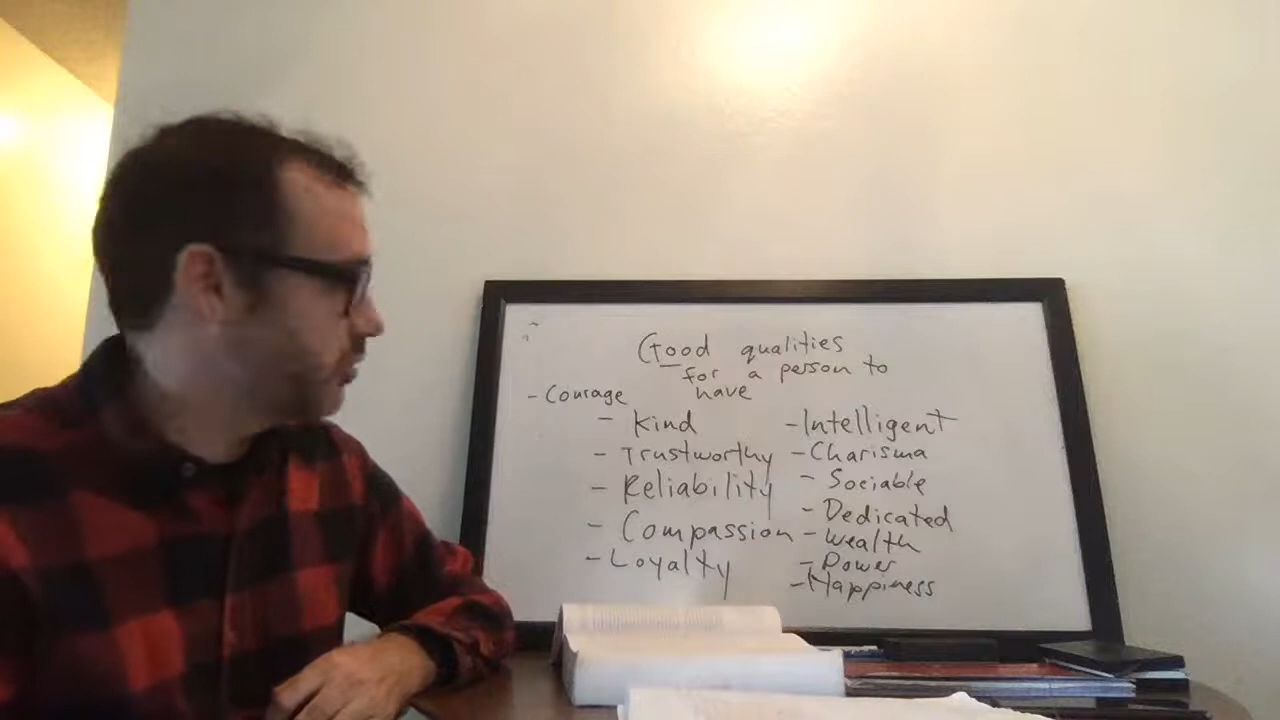 Good qualities
for a person to
have
- Courage
- Kind
- Trustworthy
- Reliability
- Compassion
- Loyalty
- Intelligent
- Charisma
- Sociable
- Dedicated
- Wealth
- Power
- Happiness